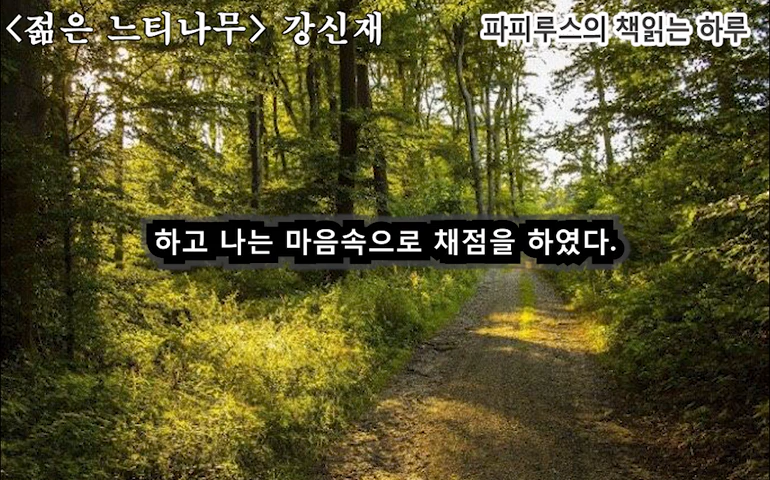 <젊은 느티나무> 강신재
파피루스의 책읽는 하루
하고 나는 마음속으로 채점을 하였다.